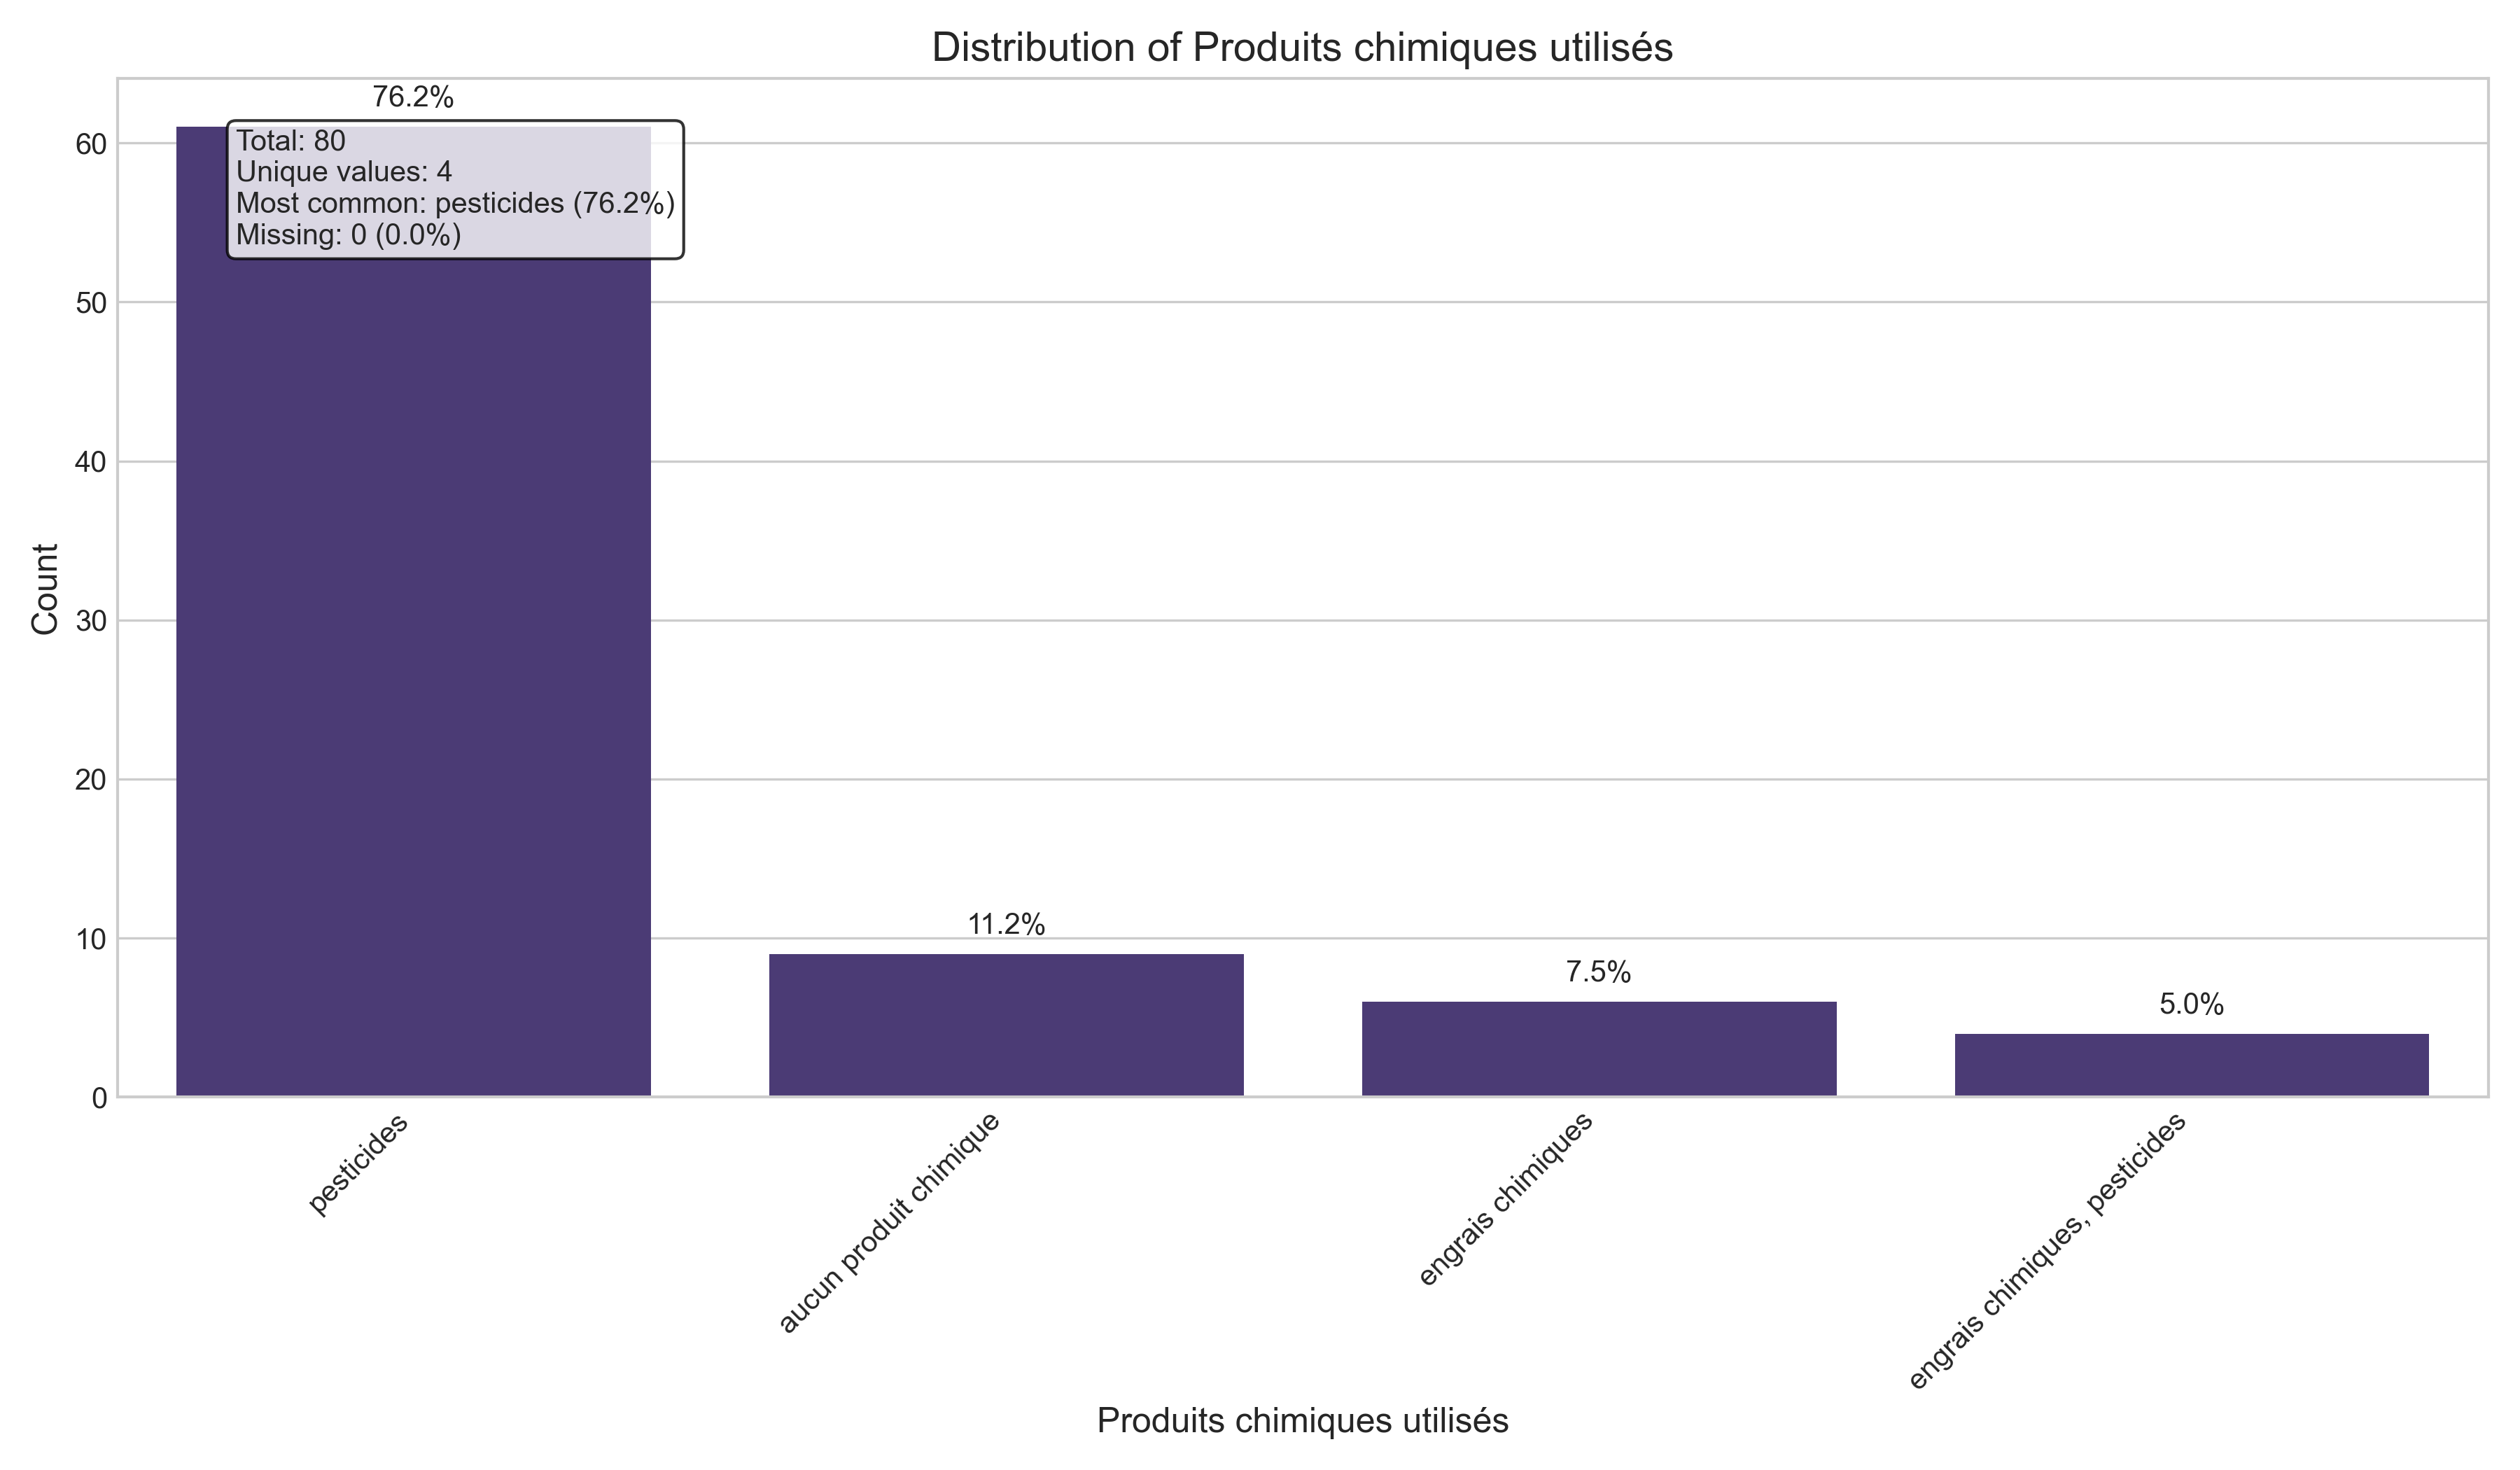 Distribution of Produits chimiques utilisés
76.2%
Total: 80
Unique values: 4
Most common: pesticides (76.2%)
Missing: 0 (0.0%)
60
50
40
30
20
10
0
Count
11.2%
7.5%
5.0%
pesticides
aucun produit chimique
engrais chimiques
engrais chimiques, pesticides
Produits chimiques utilisés